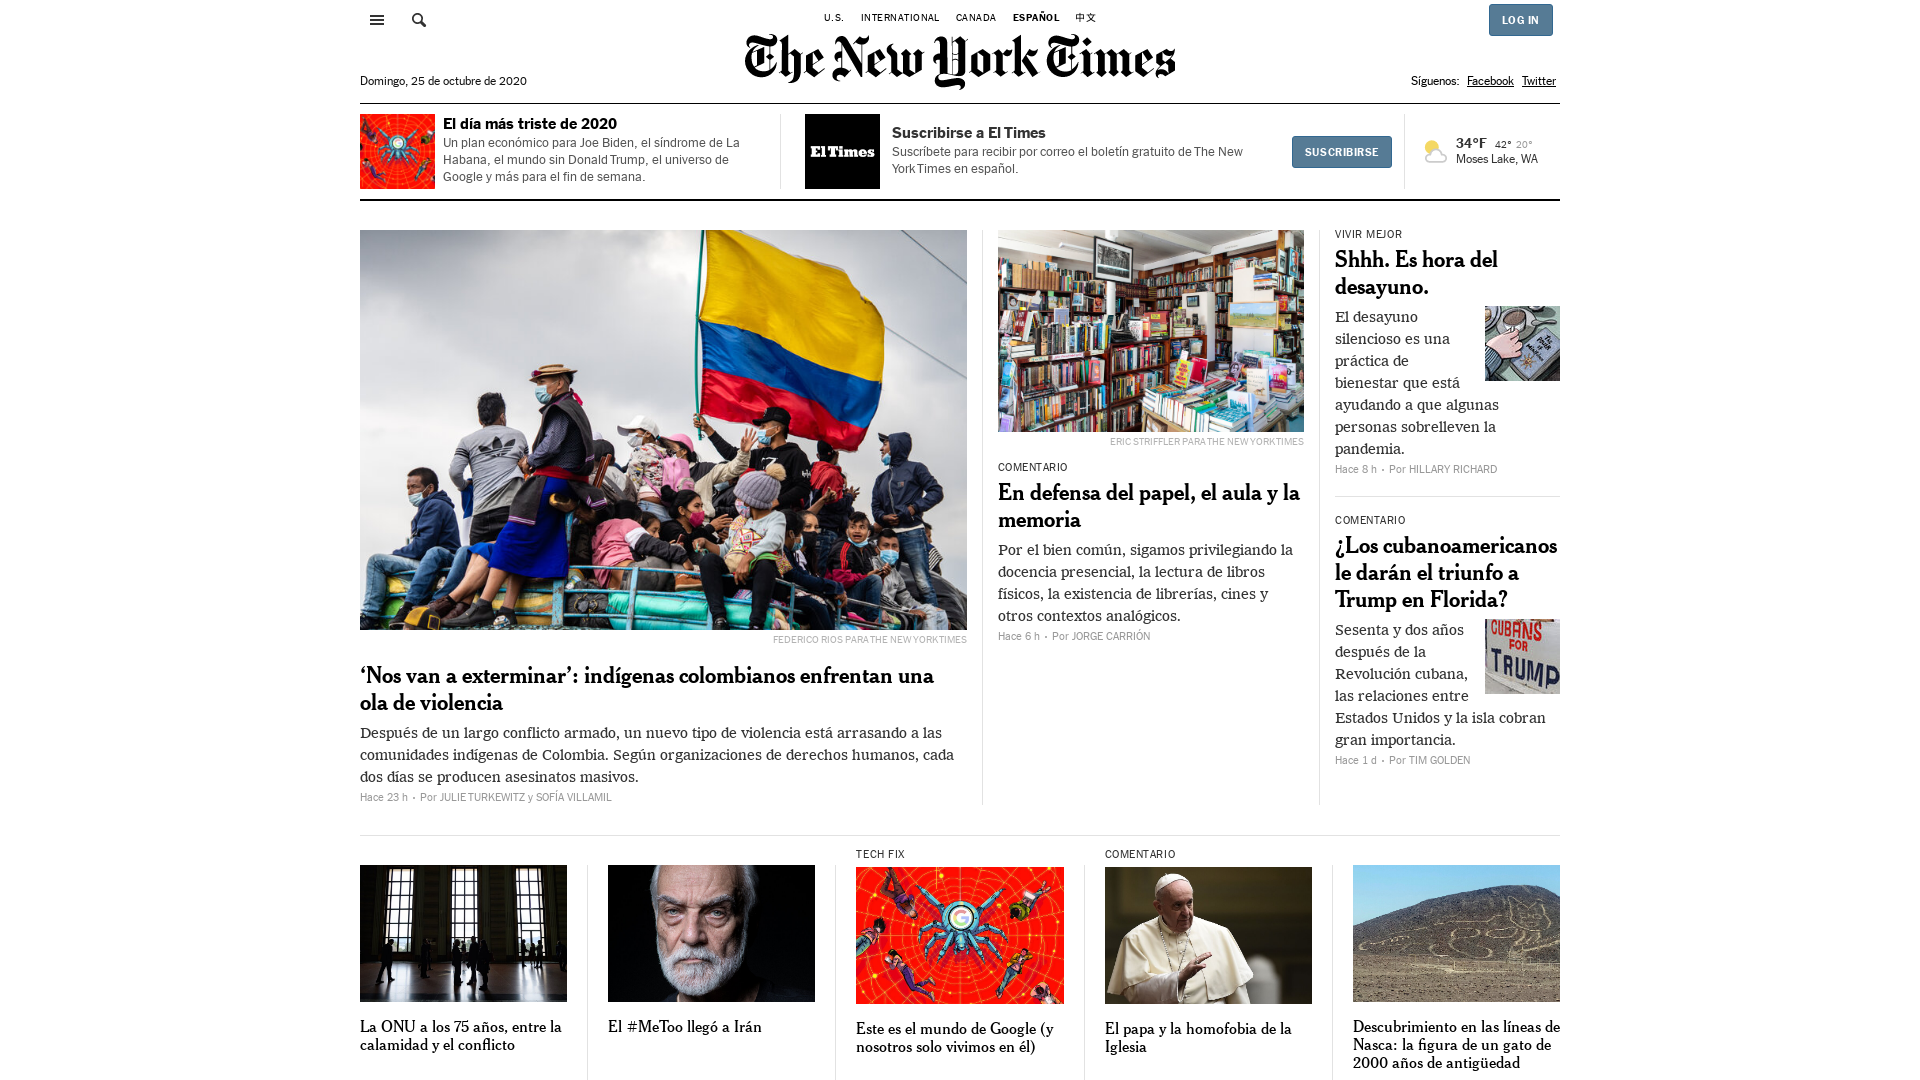 U.S. INTERNATIONAL CANADA ESPAÑOL 中文
LOG IN
The New York Times
Domingo, 25 de octubre de 2020
Síguenos: Facebook Twitter
El día más triste de 2020
Un plan económico para Joe Biden, el síndrome de La
Habana, el mundo sin Donald Trump, el universo de
Google y más para el fin de semana.
El Times
Suscribirse a El Times
Suscríbete para recibir por correo el boletín gratuito de The New
York Times en español.
SUSCRIBIRSE
34°F 42° 20°
Moses Lake, WA
FEDERICO RIOS PARA THE NEW YORK TIMES
‘Nos van a exterminar’: indígenas colombianos enfrentan una
ola de violencia
Después de un largo conflicto armado, un nuevo tipo de violencia está arrasando a las
comunidades indígenas de Colombia. Según organizaciones de derechos humanos, cada
dos días se producen asesinatos masivos.
Hace 23 h • Por JULIE TURKEWITZ y SOFÍA VILLAMIL
ERIC STRIFFLER PARA THE NEW YORK TIMES
COMENTARIO
En defensa del papel, el aula y la
memoria
Por el bien común, sigamos privilegiando la
docencia presencial, la lectura de libros
físicos, la existencia de librerías, cines y
otros contextos analógicos.
Hace 6 h • Por JORGE CARRIÓN
VIVIR MEJOR
Shhh. Es hora del
desayuno.
El desayuno
silencioso es una
práctica de
bienestar que está
ayudando a que algunas
personas sobrelleven la
pandemia.
Hace 8 h • Por HILLARY RICHARD
COMENTARIO
¿Los cubanoamericanos
le darán el triunfo a
Trump en Florida?
Sesenta y dos años
después de la
Revolución cubana,
las relaciones entre
Estados Unidos y la isla cobran
gran importancia.
CUBANS
FOR
TRUMP
Hace 1 d • Por TIM GOLDEN
La ONU a los 75 años, entre la
calamidad y el conflicto
El #MeToo llegó a Irán
TECH FIX
Este es el mundo de Google (y
nosotros solo vivimos en él)
COMENTARIO
El papa y la homofobia de la
Iglesia
Descubrimiento en las líneas de
Nasca: la figura de un gato de
2000 años de antigüedad